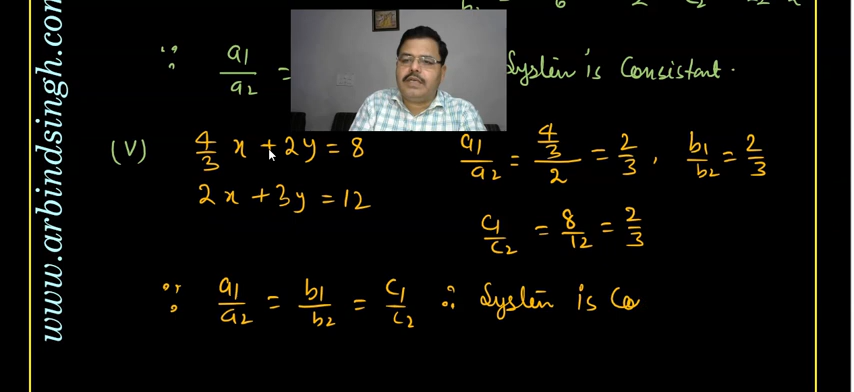 www.arbindsingh.co
∵ a1/a2 = System is Consistant.
(V) 4/3 x + 2y = 8
2x + 3y = 12
a1/a2 = 4/3/2 = 2/3, b1/b2 = 2/3
c1/c2 = 8/12 = 2/3
∵ a1/a2 = b1/b2 = c1/c2 ∴ System is Co